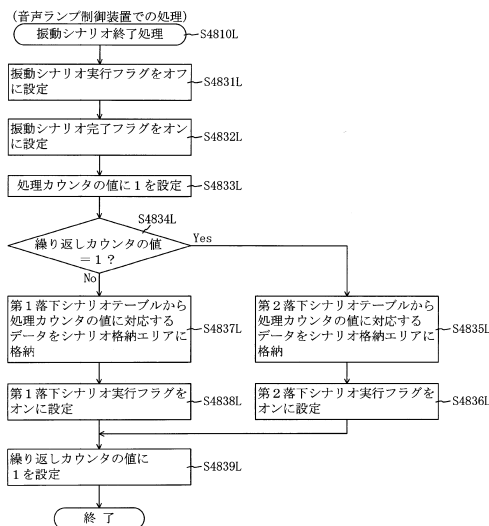 (音声ランプ制御装置での処理)
振動シナリオ終了処理
S4810L
振動シナリオ実行フラグをオフ
に設定
S4831L
振動シナリオ完了フラグをオン
に設定
S4832L
処理カウンタの値に1を設定
S4833L
S4834L
繰り返しカウンタの値
=1?
Yes
No
第1落下シナリオテーブルから
処理カウンタの値に対応する
データをシナリオ格納エリアに
格納
S4837L
第2落下シナリオテーブルから
処理カウンタの値に対応する
データをシナリオ格納エリアに
格納
S4835L
第1落下シナリオ実行フラグを
オンに設定
S4838L
第2落下シナリオ実行フラグを
オンに設定
S4836L
繰り返しカウンタの値に
1を設定
S4839L
終 了